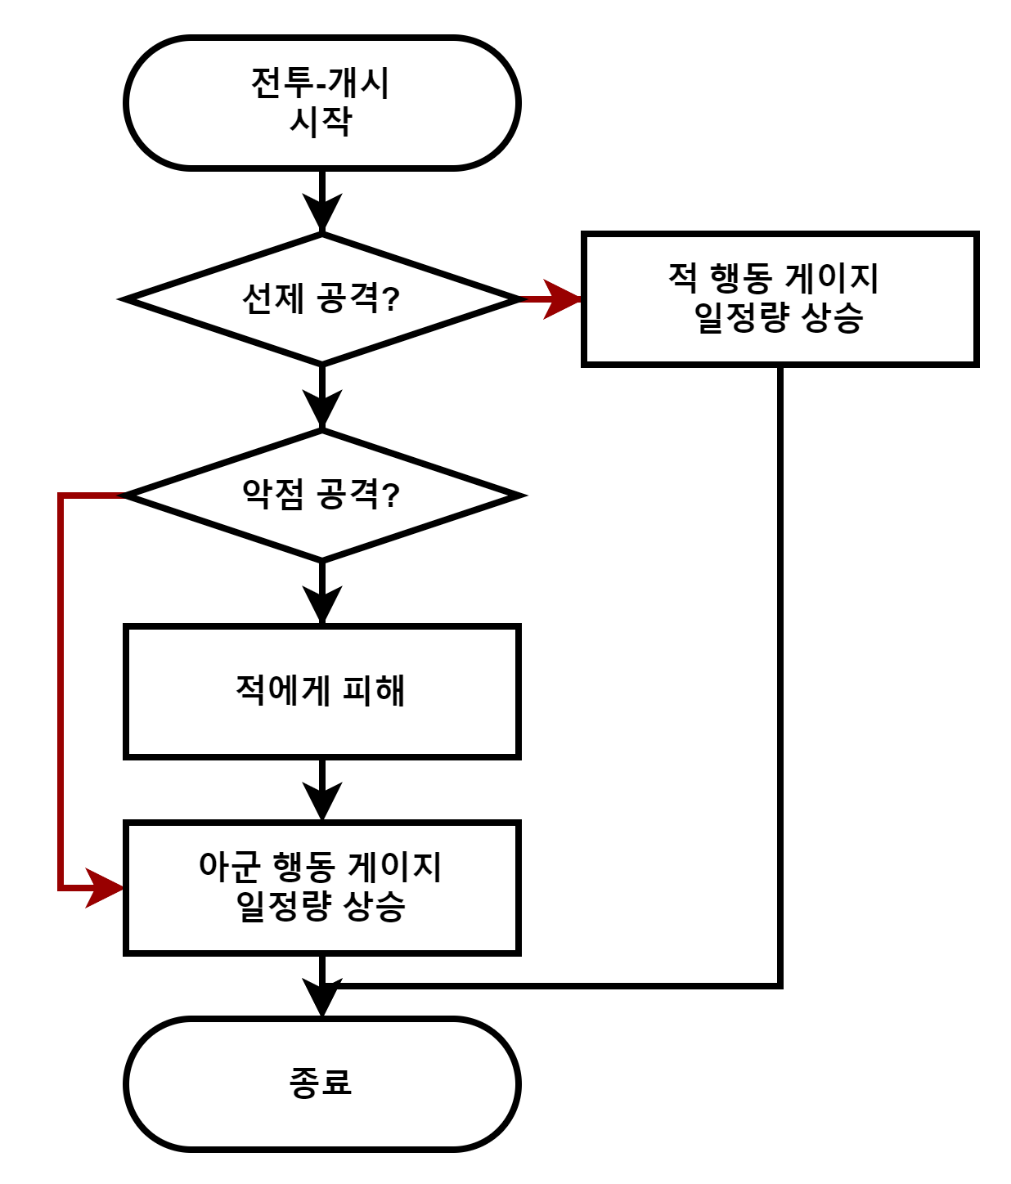 전투-개시
시작
선제 공격?
적 행동 게이지
일정량 상승
악점 공격?
적에게 피해
아군 행동 게이지
일정량 상승
종료